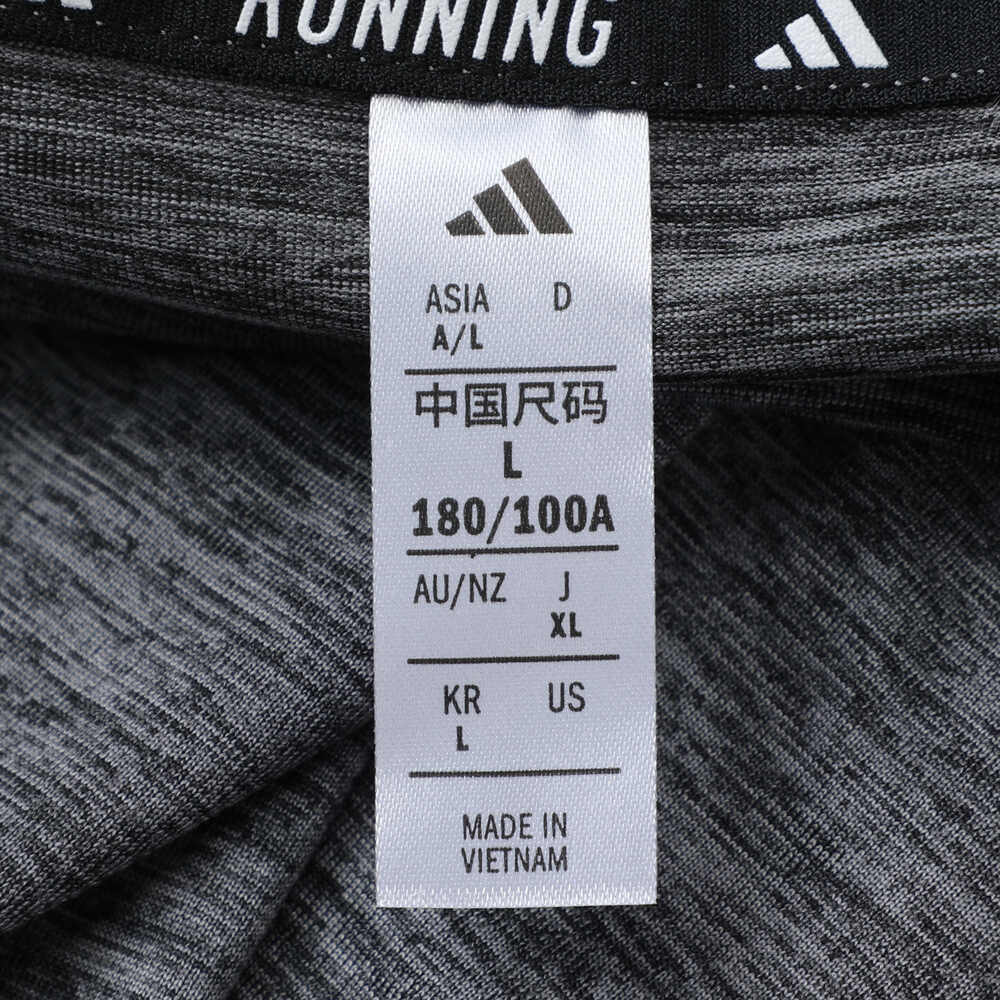 RUNNING
ASIA D
A/L
中国尺码
L
180/100A
AU/NZ J
XL
KR US
L
MADE IN
VIETNAM